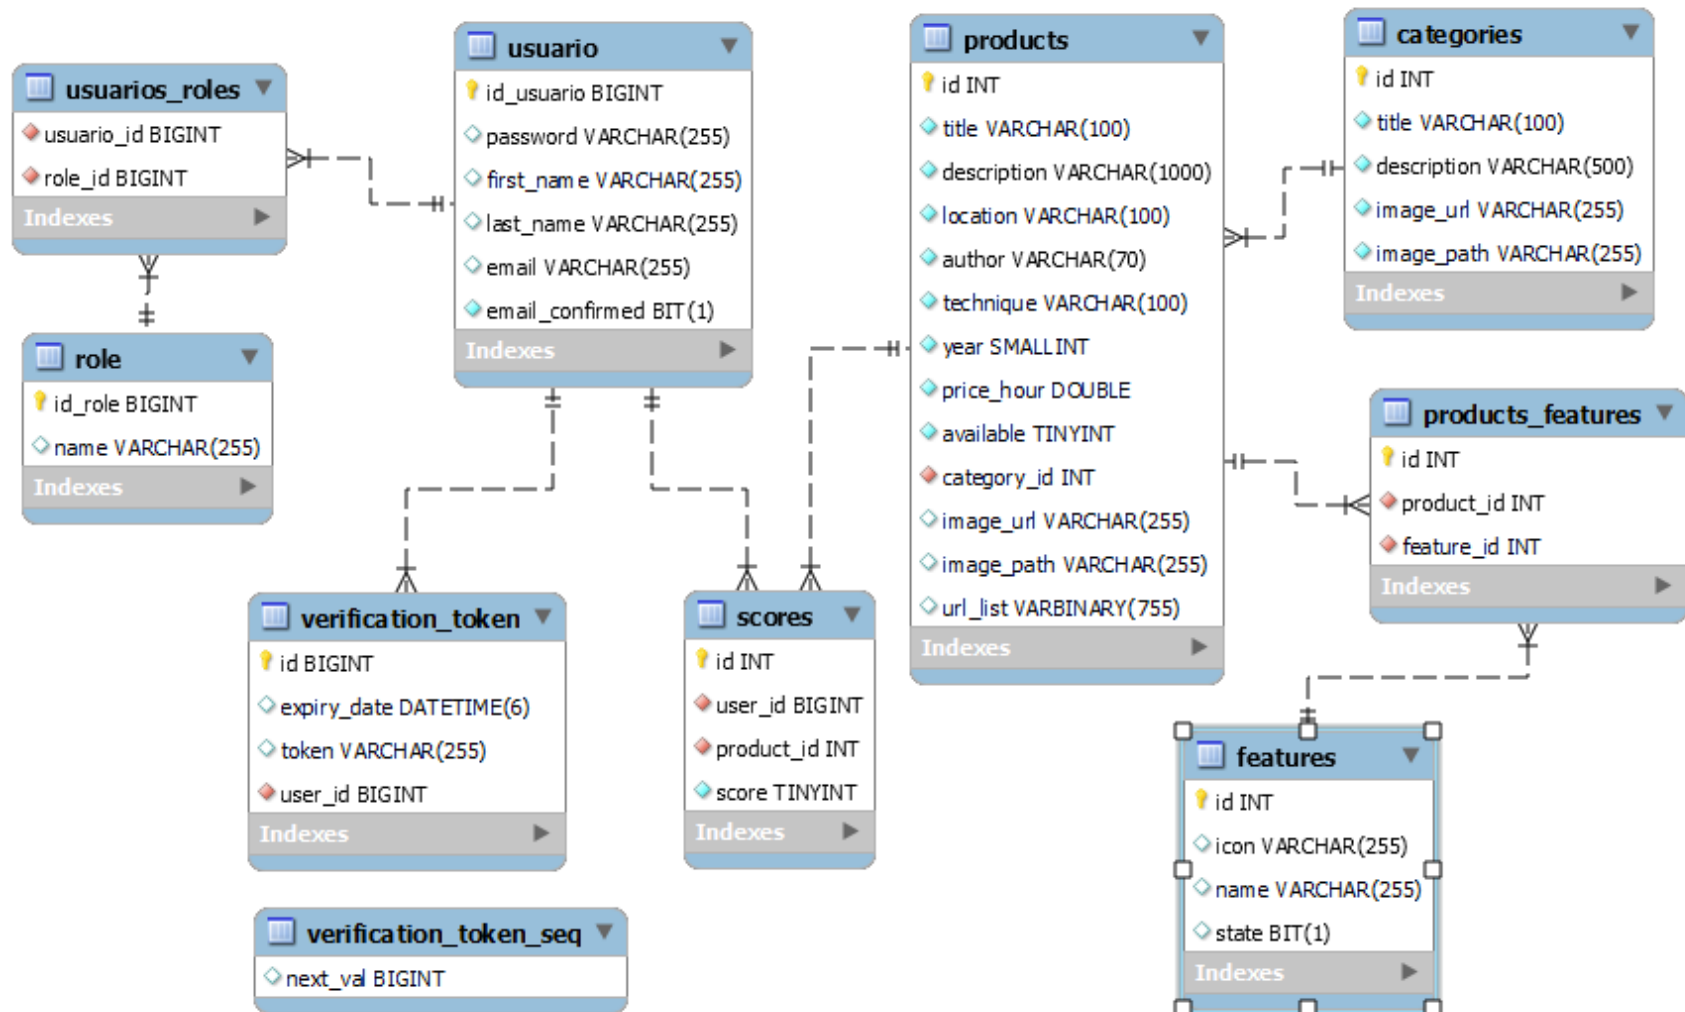 usuarios_roles
usuario_id BIGINT
role_id BIGINT
Indexes
role
id_role BIGINT
name VARCHAR(255)
Indexes
usuario
id_usuario BIGINT
password VARCHAR(255)
first_name VARCHAR(255)
last_name VARCHAR(255)
email VARCHAR(255)
email_confirmed BIT(1)
Indexes
verification_token
id BIGINT
expiry_date DATETIME(6)
token VARCHAR(255)
user_id BIGINT
Indexes
verification_token_seq
next_val BIGINT
scores
id INT
user_id BIGINT
product_id INT
score TINYINT
Indexes
products
id INT
title VARCHAR(100)
description VARCHAR(1000)
location VARCHAR(100)
author VARCHAR(70)
technique VARCHAR(100)
year SMALLINT
price_hour DOUBLE
available TINYINT
category_id INT
image_url VARCHAR(255)
image_path VARCHAR(255)
url_list VARBINARY(755)
Indexes
categories
id INT
title VARCHAR(100)
description VARCHAR(500)
image_url VARCHAR(255)
image_path VARCHAR(255)
Indexes
products_features
id INT
product_id INT
feature_id INT
Indexes
features
id INT
icon VARCHAR(255)
name VARCHAR(255)
state BIT(1)
Indexes